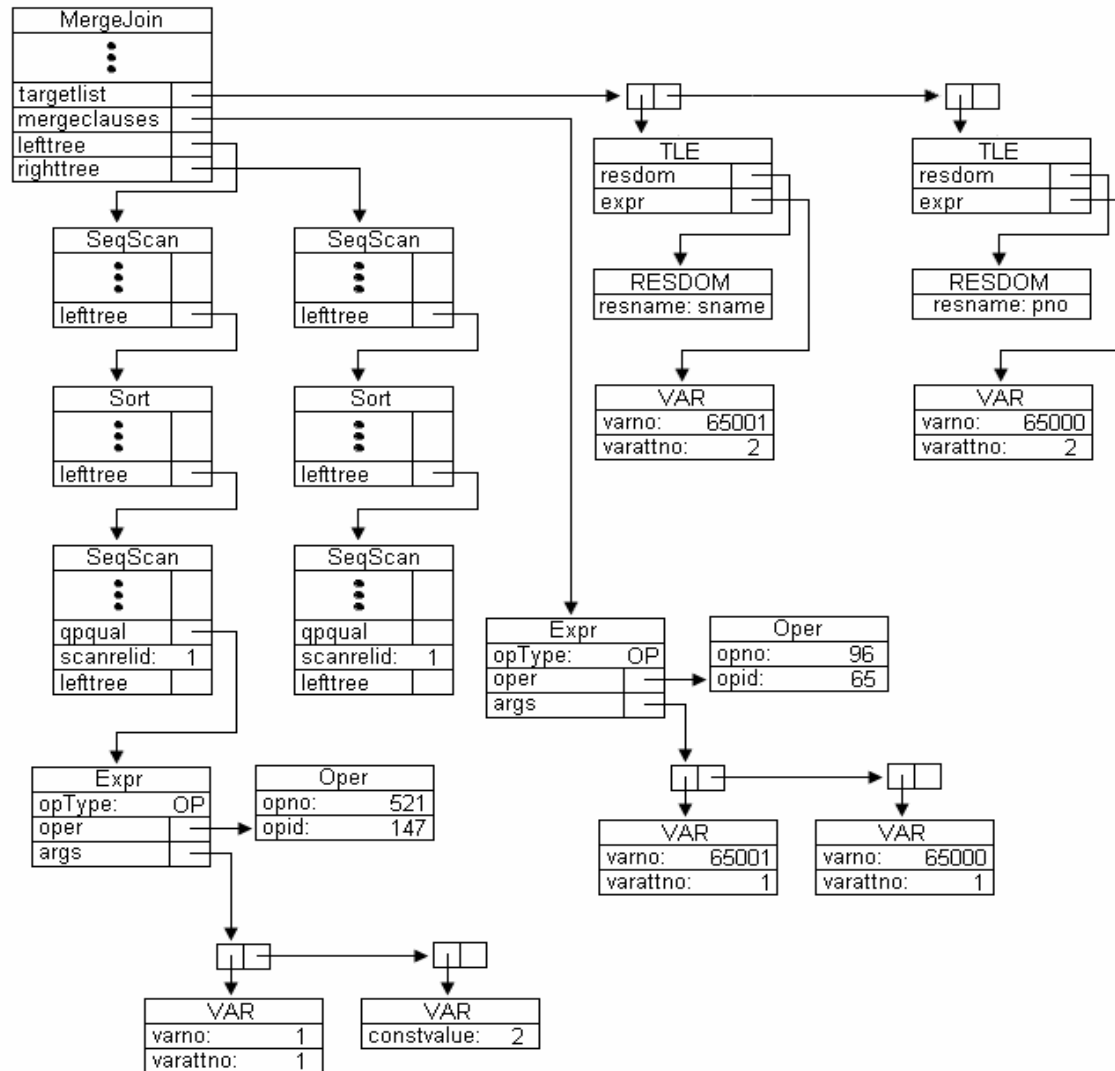 MergeJoin
targetlist
mergeclauses
lefttree
righttree
TLE
resdom
expr
TLE
resdom
expr
RESDOM
resname: sname
RESDOM
resname: pno
VAR
varno: 65001
varattno: 2
VAR
varno: 65000
varattno: 2
SeqScan
lefttree
SeqScan
lefttree
Sort
lefttree
Sort
lefttree
SeqScan
qpqual
scanrelid: 1
lefttree
SeqScan
qpqual
scanrelid: 1
lefttree
Expr
opType: OP
oper
args
Oper
opno: 96
opid: 65
VAR
varno: 65001
varattno: 1
VAR
varno: 65000
varattno: 1
Expr
opType: OP
oper
args
Oper
opno: 521
opid: 147
VAR
varno: 1
varattno: 1
VAR
constvalue: 2